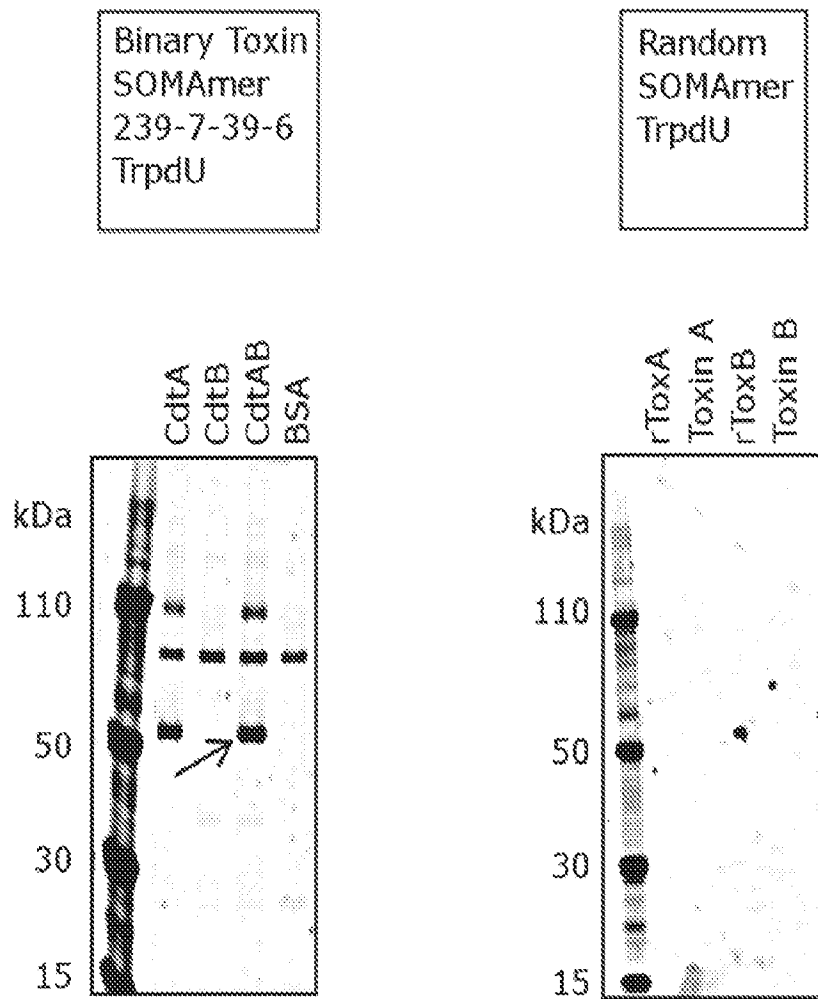 Binary Toxin
SOMAmer
239-7-39-6
TrpdU
Random
SOMAmer
TrpdU
CdtA
CdtB
CdtAB
BSA
kDa
110
50
30
15
rToxA
Toxin A
rToxB
Toxin B
kDa
110
50
30
15